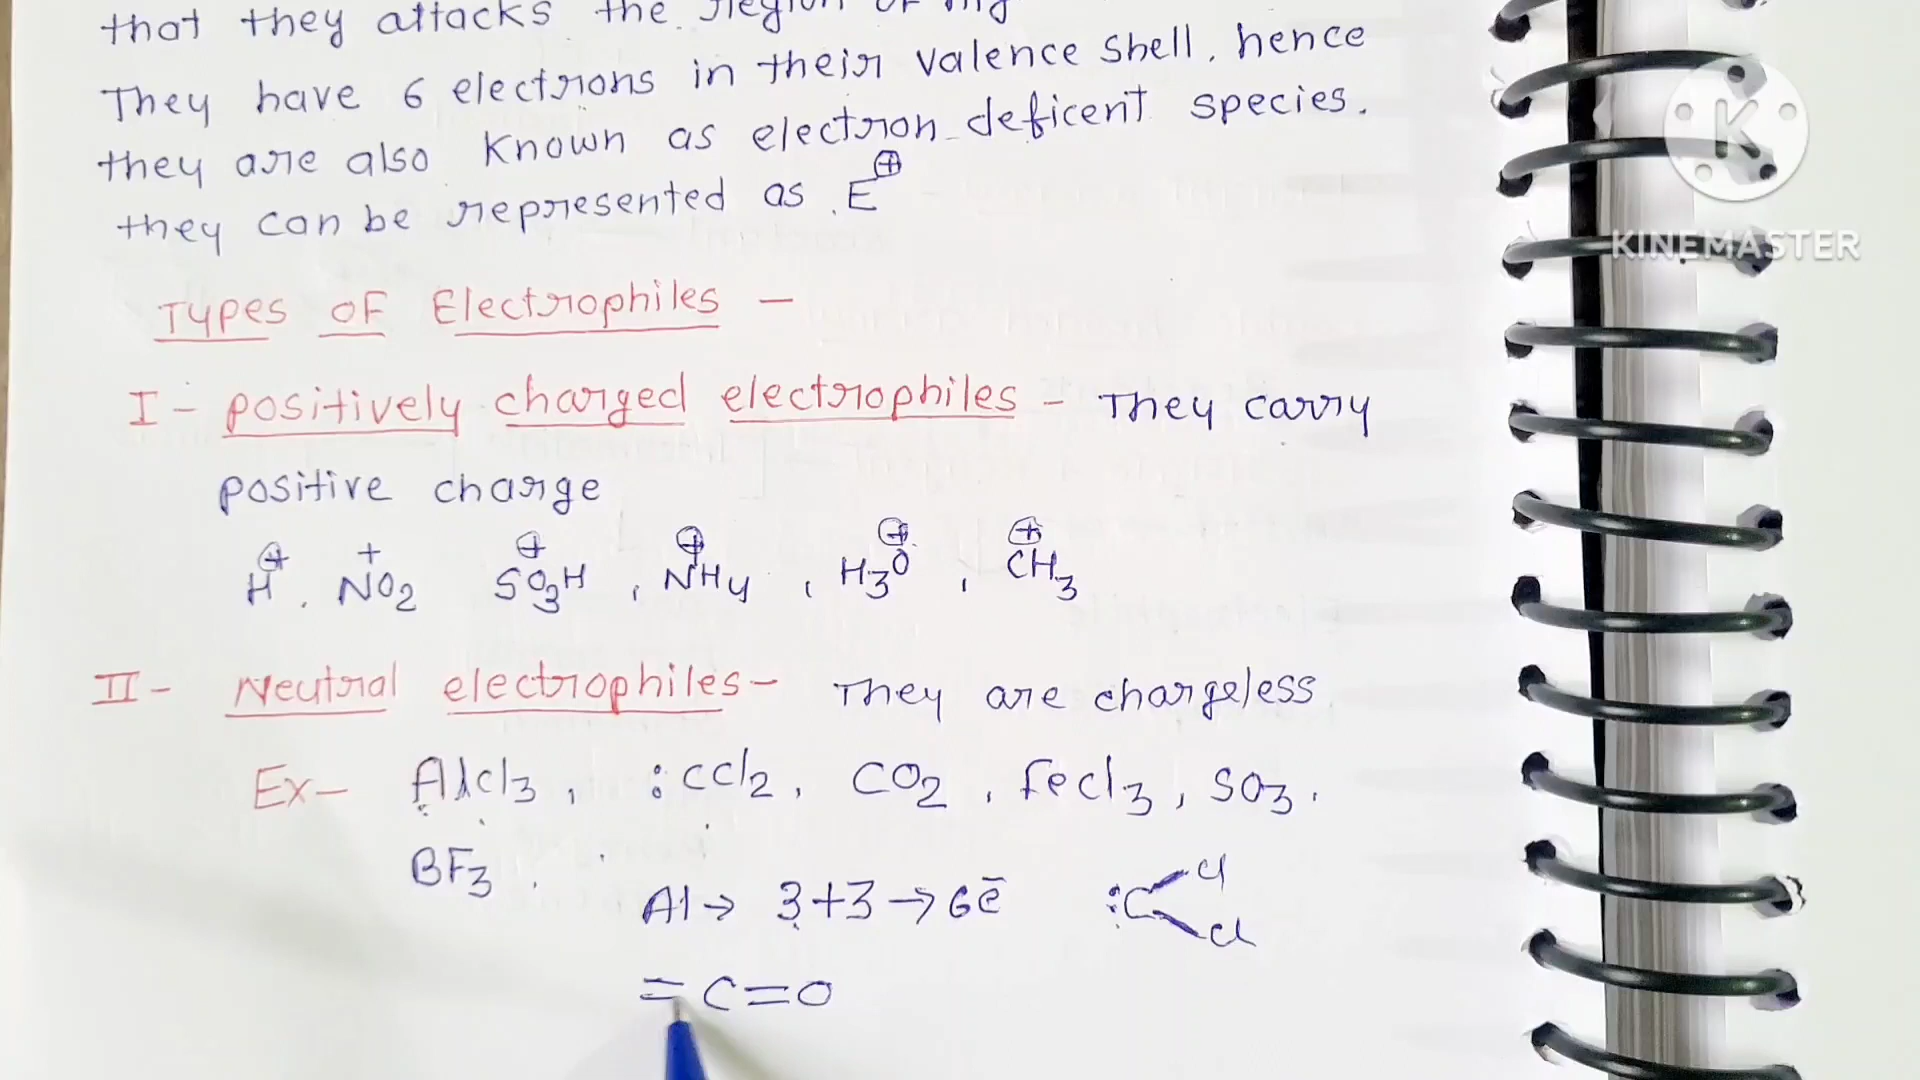 that they attacks the region of
They have 6 electrons in their valence shell, hence
they are also known as electron deficent species.
they can be represented as E⊕
Types of Electrophiles –
I – positively charged electrophiles – They carry
positive charge
H⊕, N⁺O2 S⊕O3H, N⊕H4, H3O⊕, C⊕H3
II – Neutral electrophiles – They are chargeless
Ex – AlCl3, :CCl2, CO2, FeCl3, SO3,
BF3.
Al → 3+3 → 6ē :C Cl Cl
= C = O
K
KINEMASTER